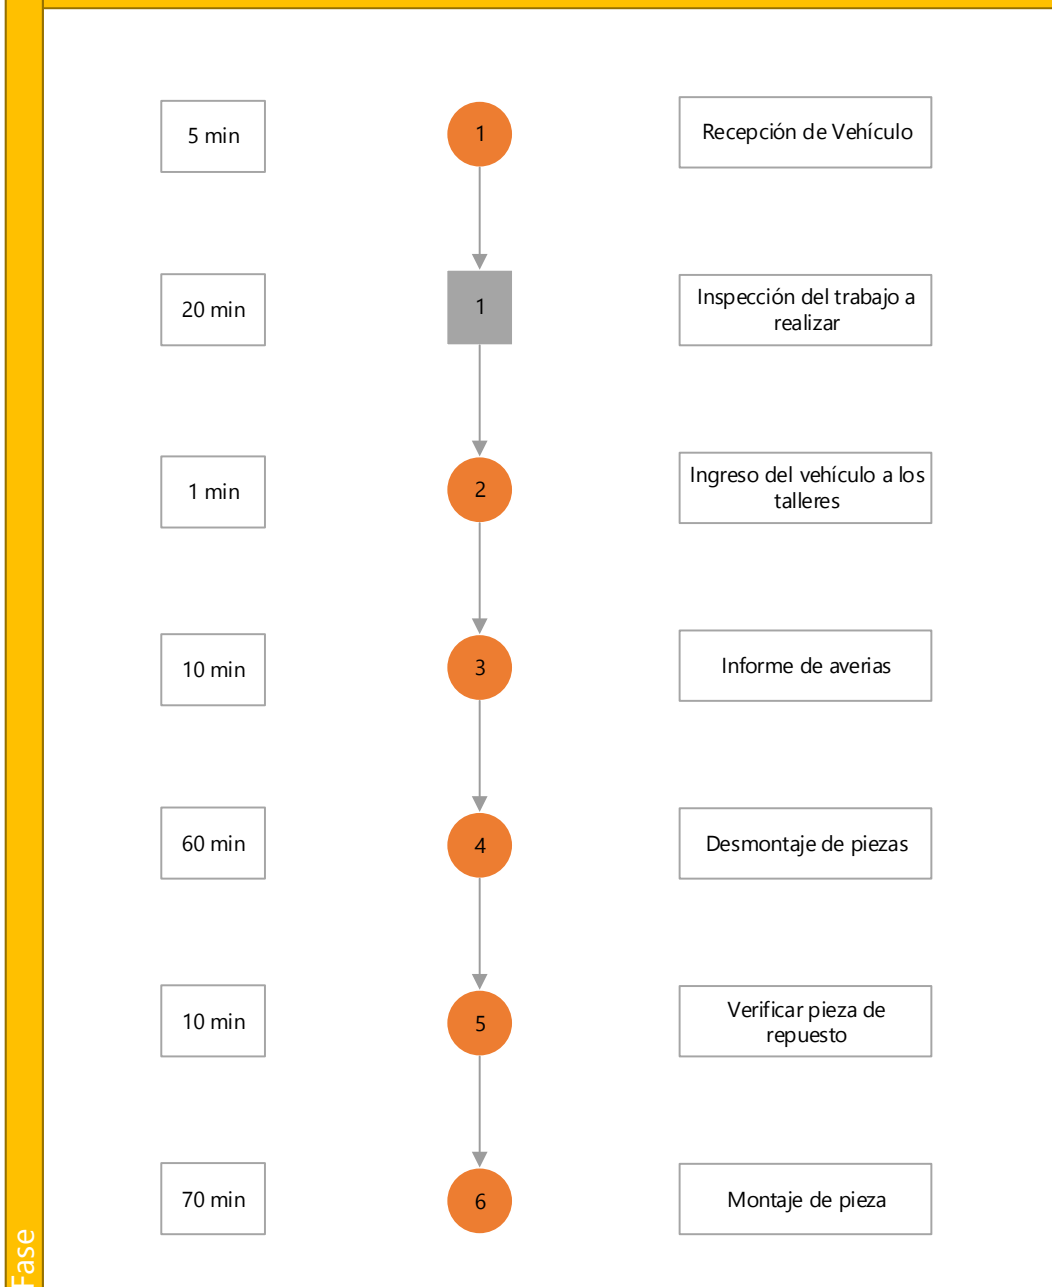 5 min
1
Recepción de Vehículo
20 min
1
Inspección del trabajo a
realizar
1 min
2
Ingreso del vehículo a los
talleres
10 min
3
Informe de averias
60 min
4
Desmontaje de piezas
10 min
5
Verificar pieza de
repuesto
70 min
6
Montaje de pieza
Fase